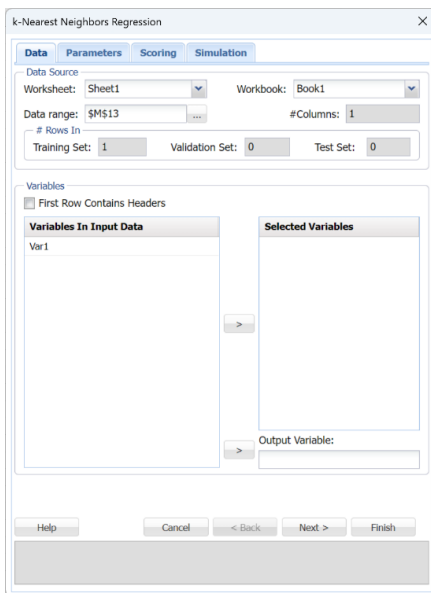 k-Nearest Neighbors Regression
Data Parameters Scoring Simulation
Data Source
Worksheet: Sheet1 Workbook: Book1
Data range: $M$13 ... #Columns: 1
# Rows In
Training Set: 1 Validation Set: 0 Test Set: 0
Variables
First Row Contains Headers
Variables In Input Data Selected Variables
Var1
>
Output Variable:
>
Help Cancel < Back Next > Finish